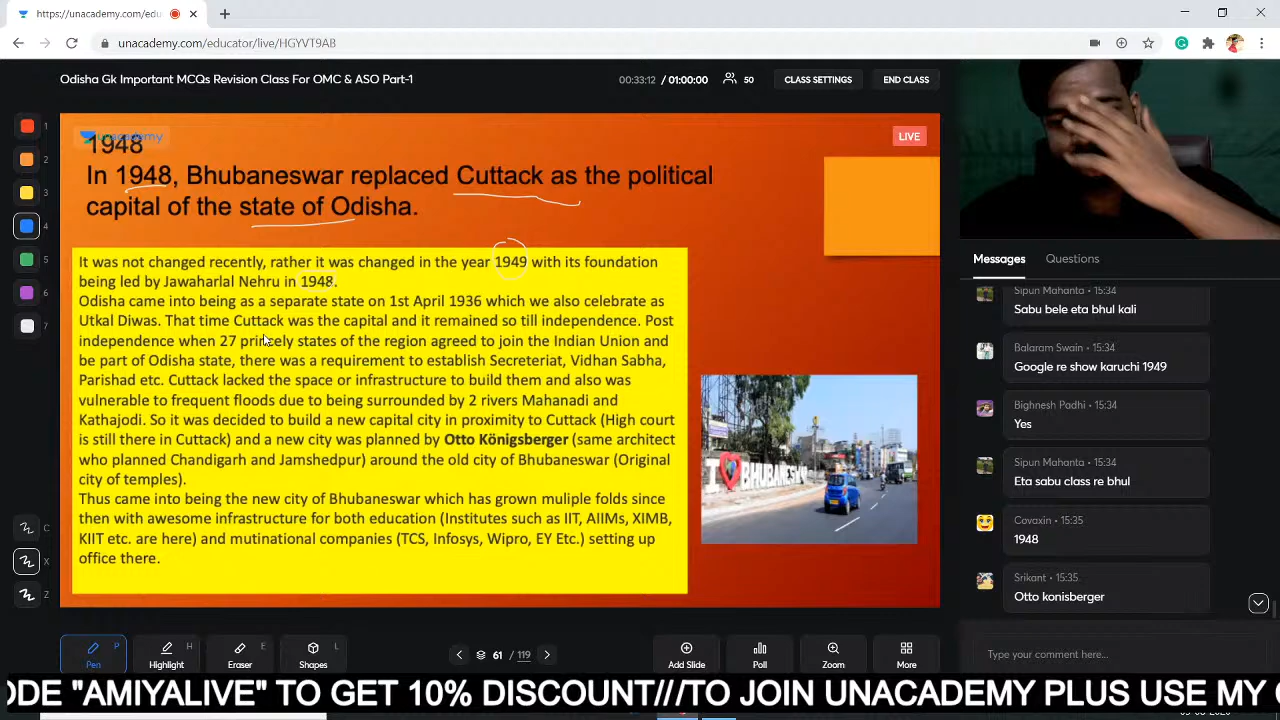 https://unacademy.com/edu
unacademy.com/educator/live/HGYVT9AB
Odisha Gk Important MCQs Revision Class For OMC & ASO Part-1
00:33:12 / 01:00:00
50
CLASS SETTINGS
END CLASS
1
2
3
4
5
6
7
C
X
Z
unacademy
LIVE
1948
In 1948, Bhubaneswar replaced Cuttack as the political
capital of the state of Odisha.
It was not changed recently, rather it was changed in the year 1949 with its foundation
being led by Jawaharlal Nehru in 1948.
Odisha came into being as a separate state on 1st April 1936 which we also celebrate as
Utkal Diwas. That time Cuttack was the capital and it remained so till independence. Post
independence when 27 princely states of the region agreed to join the Indian Union and
be part of Odisha state, there was a requirement to establish Secreteriat, Vidhan Sabha,
Parishad etc. Cuttack lacked the space or infrastructure to build them and also was
vulnerable to frequent floods due to being surrounded by 2 rivers Mahanadi and
Kathajodi. So it was decided to build a new capital city in proximity to Cuttack (High court
is still there in Cuttack) and a new city was planned by Otto Königsberger (same architect
who planned Chandigarh and Jamshedpur) around the old city of Bhubaneswar (Original
city of temples).
Thus came into being the new city of Bhubaneswar which has grown muliple folds since
then with awesome infrastructure for both education (Institutes such as IIT, AIIMs, XIMB,
KIIT etc. are here) and mutinational companies (TCS, Infosys, Wipro, EY Etc.) setting up
office there.
I BHUBANESWAR
Messages
Questions
Sipun Mahanta • 15:34
Sabu bele eta bhul kali
Balaram Swain • 15:34
Google re show karuchi 1949
Bighnesh Padhi • 15:34
Yes
Sipun Mahanta • 15:34
Eta sabu class re bhul
Covaxin • 15:35
1948
Srikant • 15:35
Otto konisberger
Type your comment here...
P
Pen
H
Highlight
E
Eraser
L
Shapes
61 / 119
Add Slide
Poll
Zoom
More
ODE "AMIYALIVE" TO GET 10% DISCOUNT///TO JOIN UNACADEMY PLUS USE MY